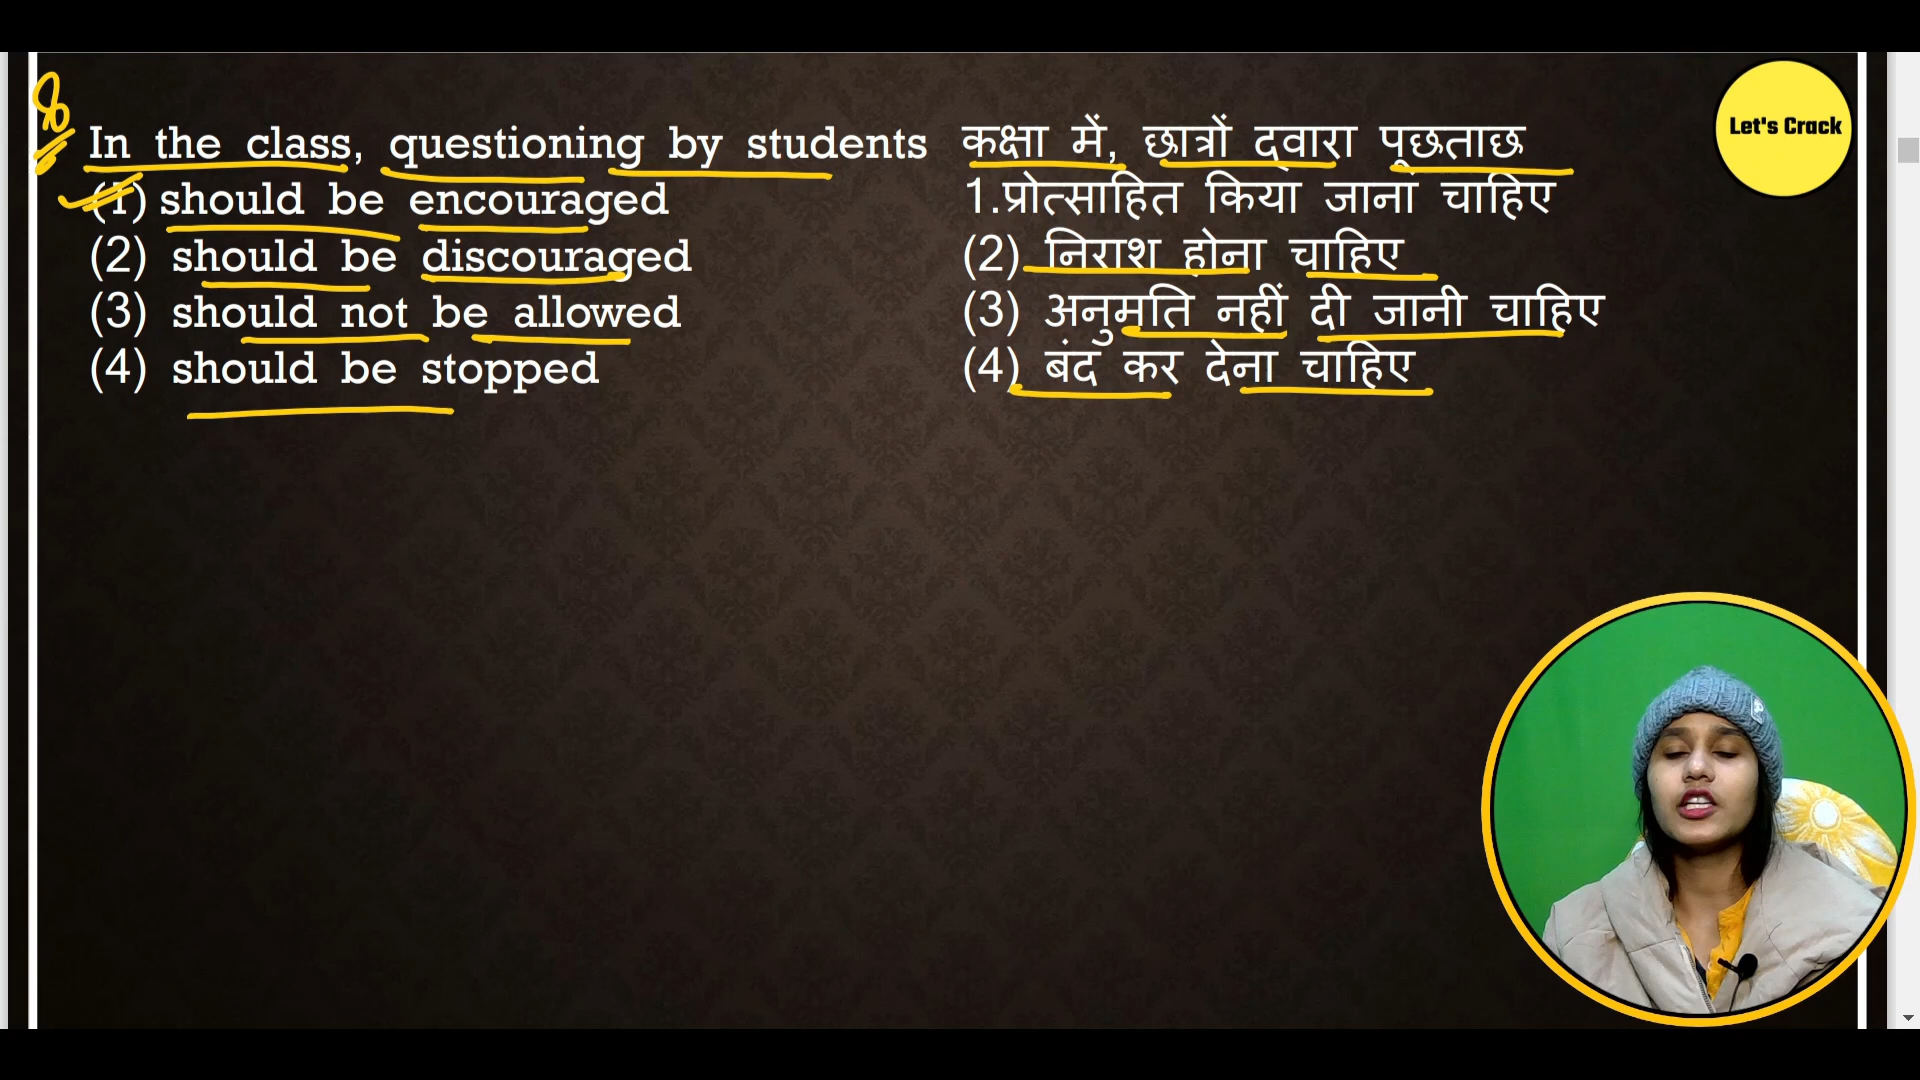 8
In the class, questioning by students
(1) should be encouraged
(2) should be discouraged
(3) should not be allowed
(4) should be stopped
कक्षा में, छात्रों द्वारा पूछताछ
1.प्रोत्साहित किया जाना चाहिए
(2) निराश होना चाहिए
(3) अनुमति नहीं दी जानी चाहिए
(4) बंद कर देना चाहिए
Let's Crack